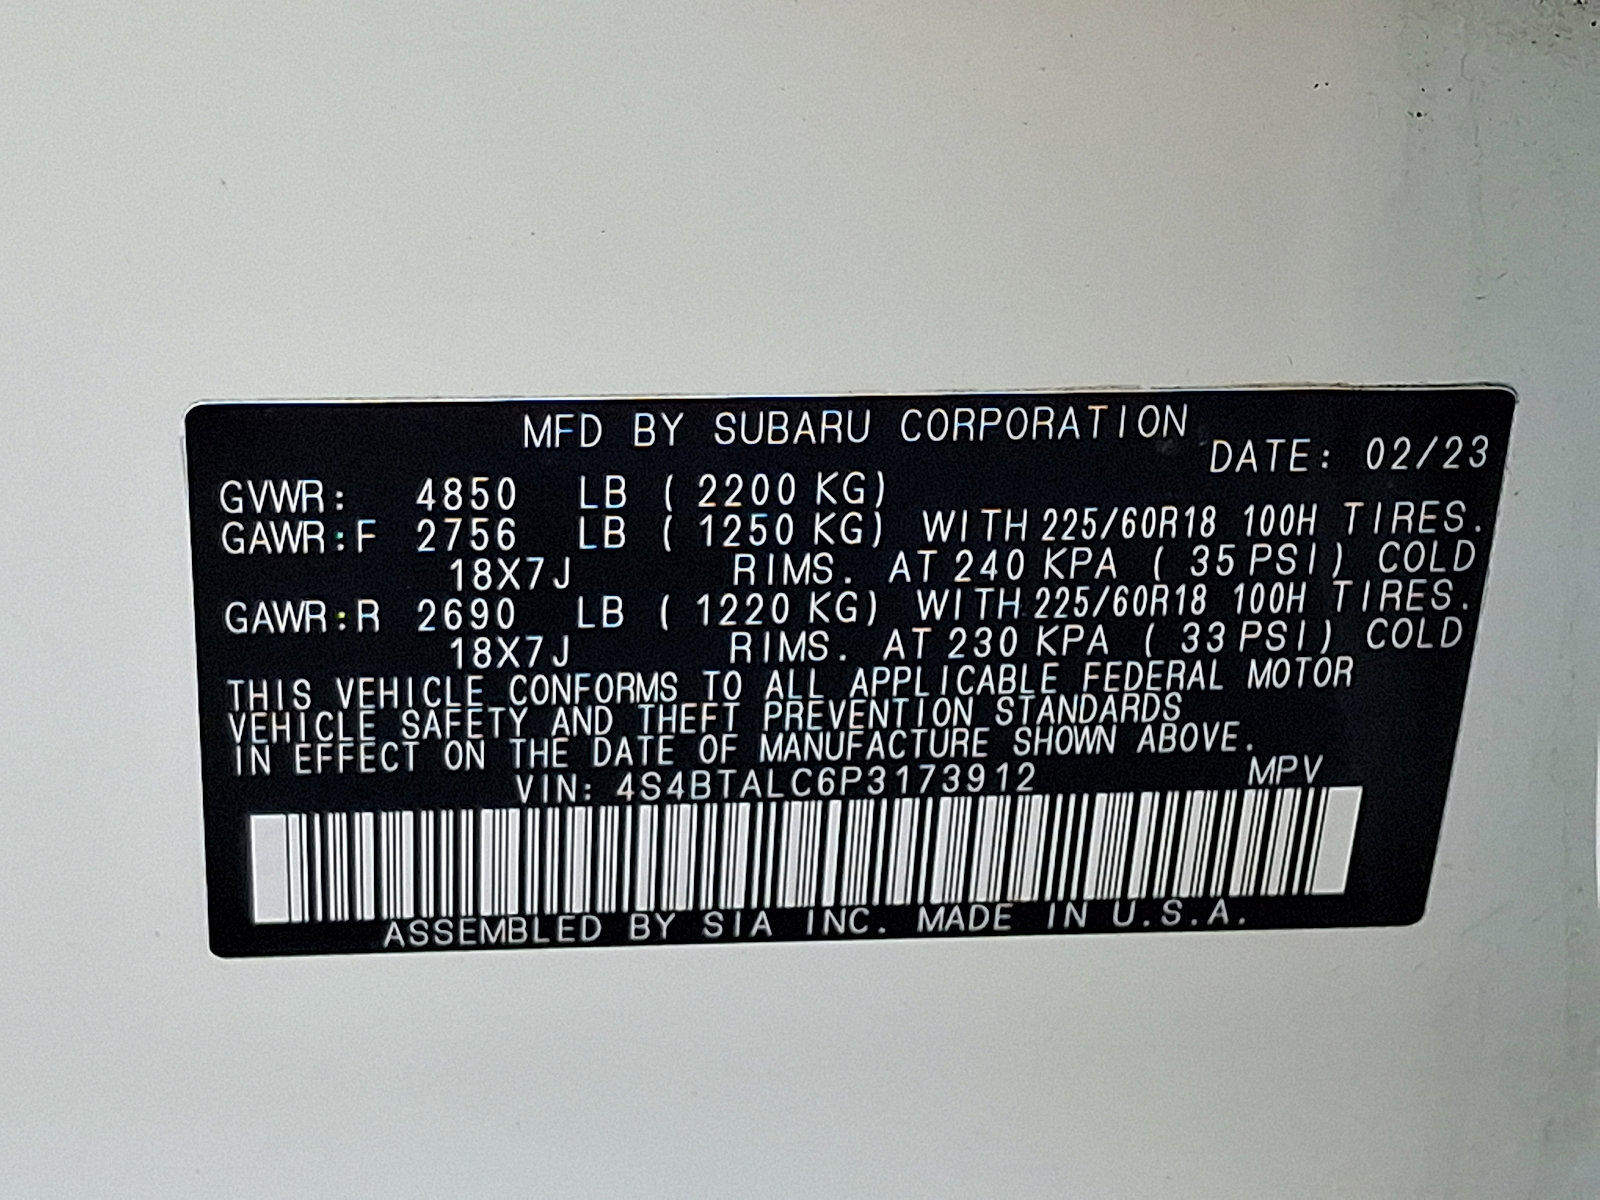 MFD BY SUBARU CORPORATION
DATE: 02/23
GVWR: 4850 LB ( 2200 KG)
GAWR:F 2756 LB ( 1250 KG) WITH 225/60R18 100H TIRES.
18X7J RIMS. AT 240 KPA ( 35 PSI) COLD
GAWR:R 2690 LB ( 1220 KG) WITH 225/60R18 100H TIRES.
18X7J RIMS. AT 230 KPA ( 33 PSI) COLD
THIS VEHICLE CONFORMS TO ALL APPLICABLE FEDERAL MOTOR
VEHICLE SAFETY AND THEFT PREVENTION STANDARDS
IN EFFECT ON THE DATE OF MANUFACTURE SHOWN ABOVE.
VIN: 4S4BTALC6P3173912 MPV
ASSEMBLED BY SIA INC. MADE IN U.S.A.